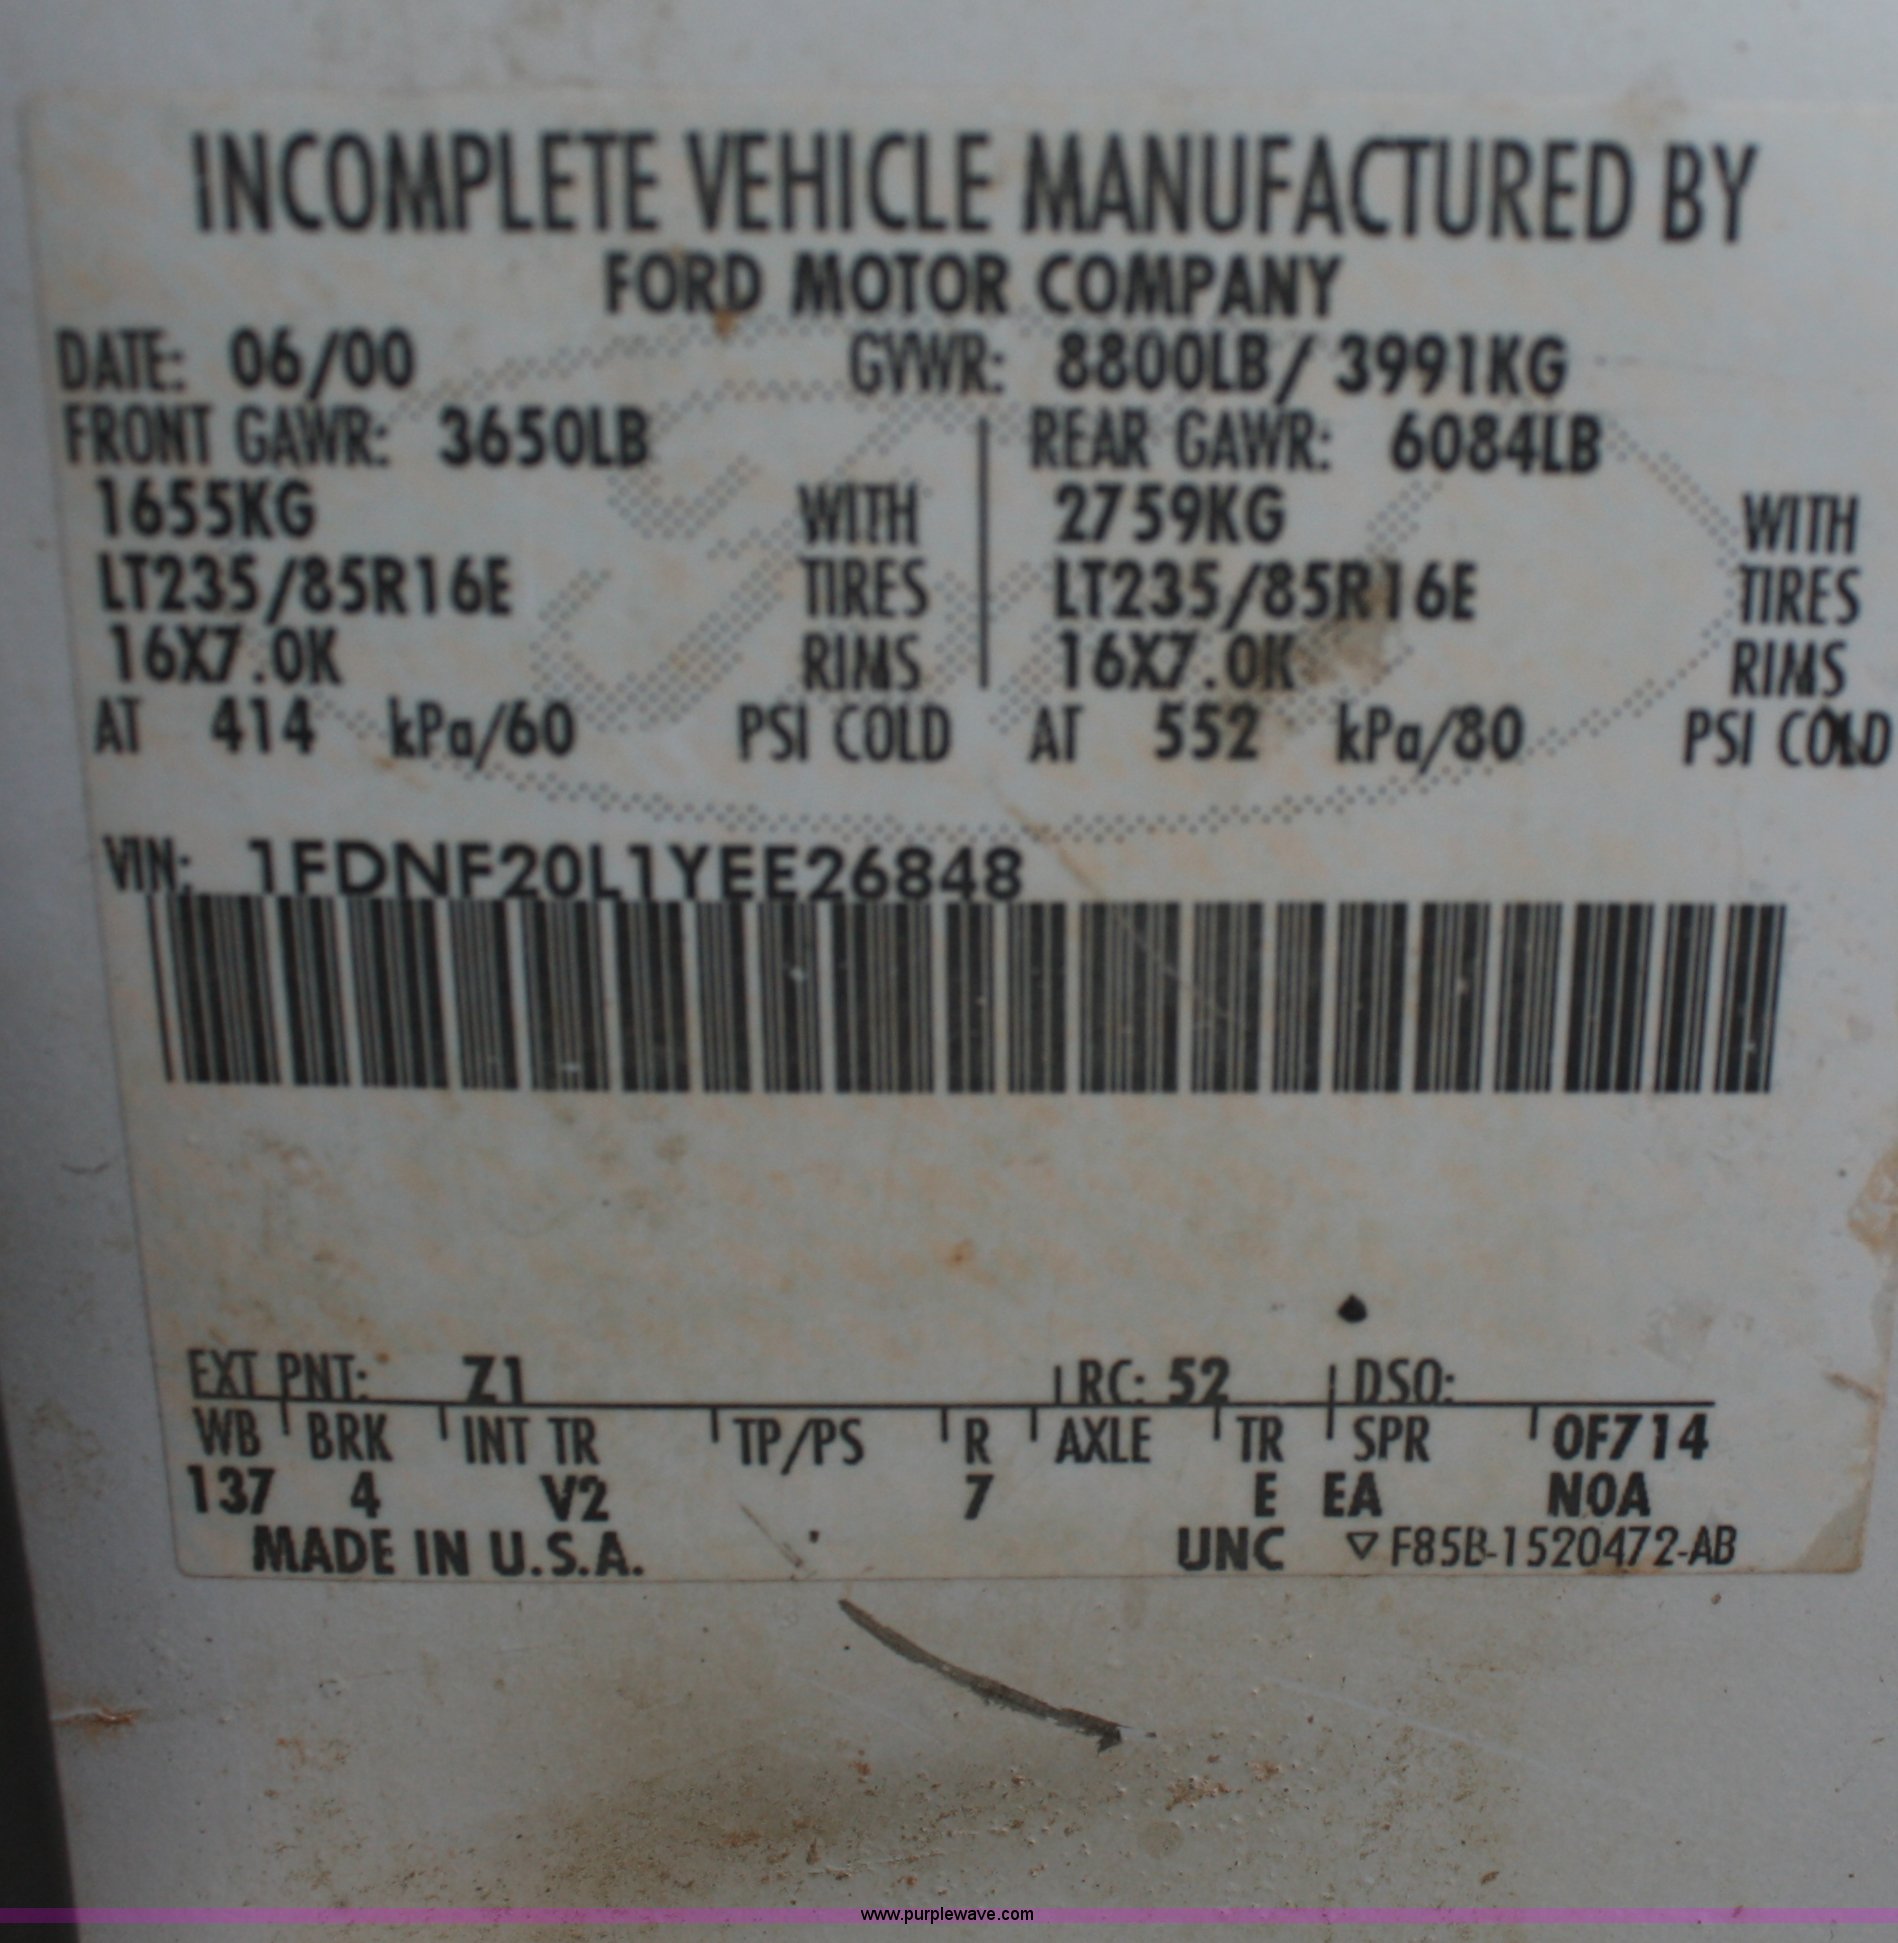 INCOMPLETE VEHICLE MANUFACTURED BY
FORD MOTOR COMPANY
DATE: 06/00 GVWR: 8800LB/ 3991KG
FRONT GAWR: 3650LB REAR GAWR: 6084LB
1655KG WITH 2759KG WITH
LT235/85R16E TIRES LT235/85R16E TIRES
16X7.0K RIMS 16X7.0K RIMS
AT 414 kPa/60 PSI COLD AT 552 kPa/80 PSI COLD
VIN: 1FDNF20L1YEE26848
EXT PNT: Z1 RC: 52 DSO:
WB BRK INT TR TP/PS R AXLE TR SPR 0F714
137 4 V2 7 E EA N0A
MADE IN U.S.A. UNC ▽ F85B-1520472-AB
www.purplewave.com